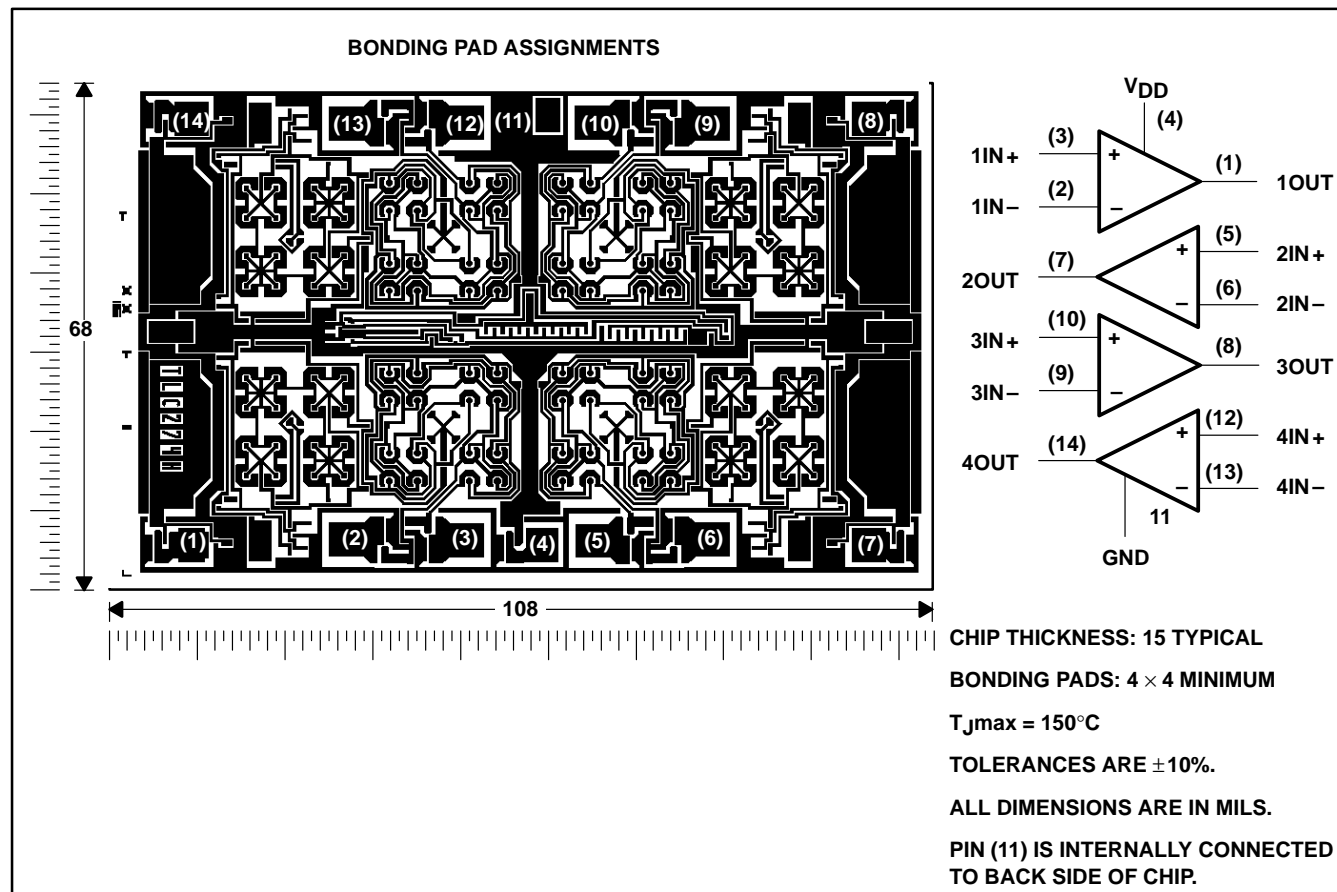 BONDING PAD ASSIGNMENTS
(14) (13) (12) (11) (10) (9) (8)
68
(1) (2) (3) (4) (5) (6) (7)
108
VDD
(4)
1IN+ (3) + (1) 1OUT
1IN− (2) −
2OUT (7) + (5) 2IN+
− (6) 2IN−
3IN+ (10) + (8) 3OUT
3IN− (9) −
4OUT (14) + (12) 4IN+
− (13) 4IN−
11
GND
CHIP THICKNESS: 15 TYPICAL
BONDING PADS: 4 × 4 MINIMUM
TJmax = 150°C
TOLERANCES ARE ±10%.
ALL DIMENSIONS ARE IN MILS.
PIN (11) IS INTERNALLY CONNECTED
TO BACK SIDE OF CHIP.